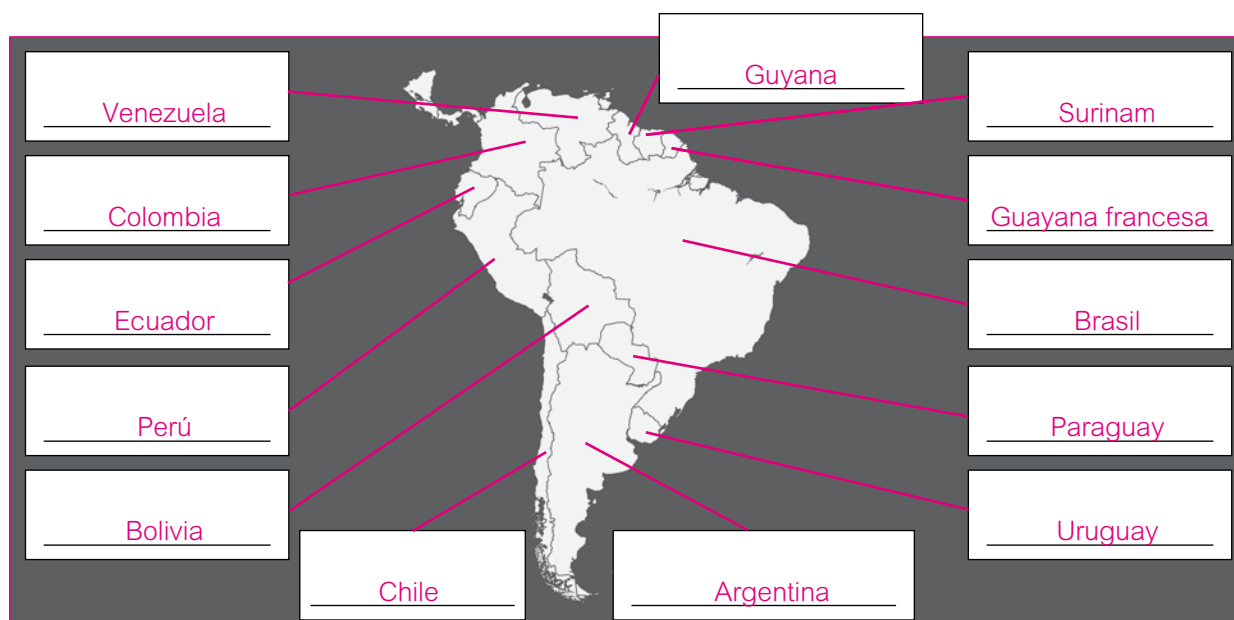 Guyana
Venezuela
Surinam
Colombia
Guayana francesa
Ecuador
Brasil
Perú
Paraguay
Bolivia
Uruguay
Chile
Argentina